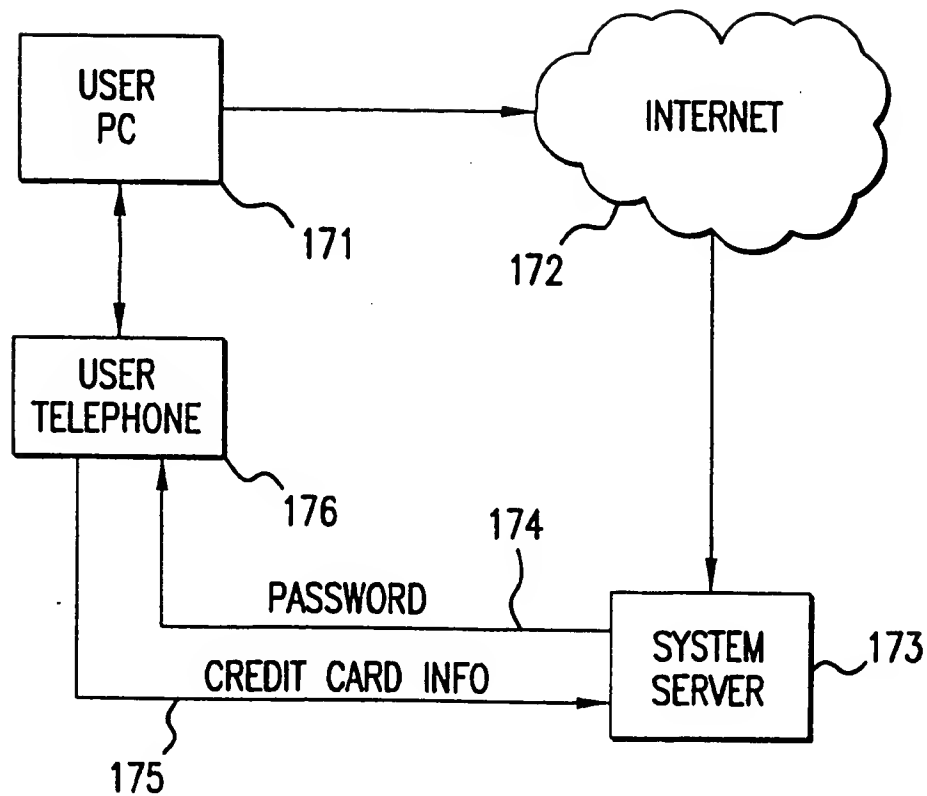 USER
PC
INTERNET
171
172
USER
TELEPHONE
176
174
PASSWORD
SYSTEM
SERVER
173
CREDIT CARD INFO
175